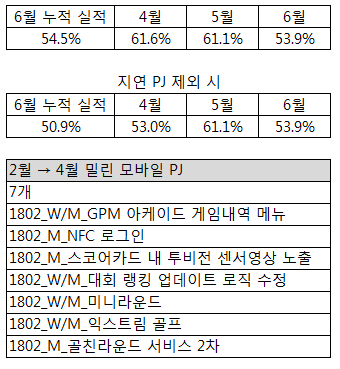 6월 누적 실적 4월 5월 6월
54.5% 61.6% 61.1% 53.9%
지연 PJ 제외 시
6월 누적 실적 4월 5월 6월
50.9% 53.0% 61.1% 53.9%
2월 → 4월 밀린 모바일 PJ
7개
1802_W/M_GPM 아케이드 게임내역 메뉴
1802_M_NFC 로그인
1802_M_스코어카드 내 투비전 센서영상 노출
1802_W/M_대회 랭킹 업데이트 로직 수정
1802_W/M_미니라운드
1802_W/M_익스트림 골프
1802_M_골친라운드 서비스 2차